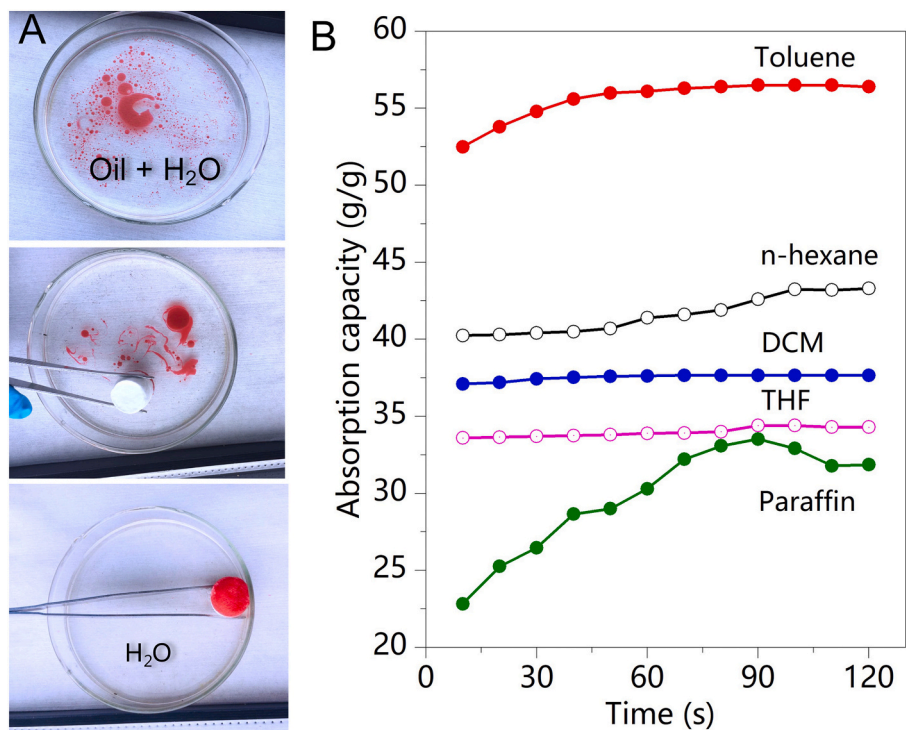 A
Oil + H₂O
H₂O
B
Absorption capacity (g/g)
60
55
50
45
40
35
30
25
20
Toluene
n-hexane
DCM
THF
Paraffin
0 30 60 90 120
Time (s)